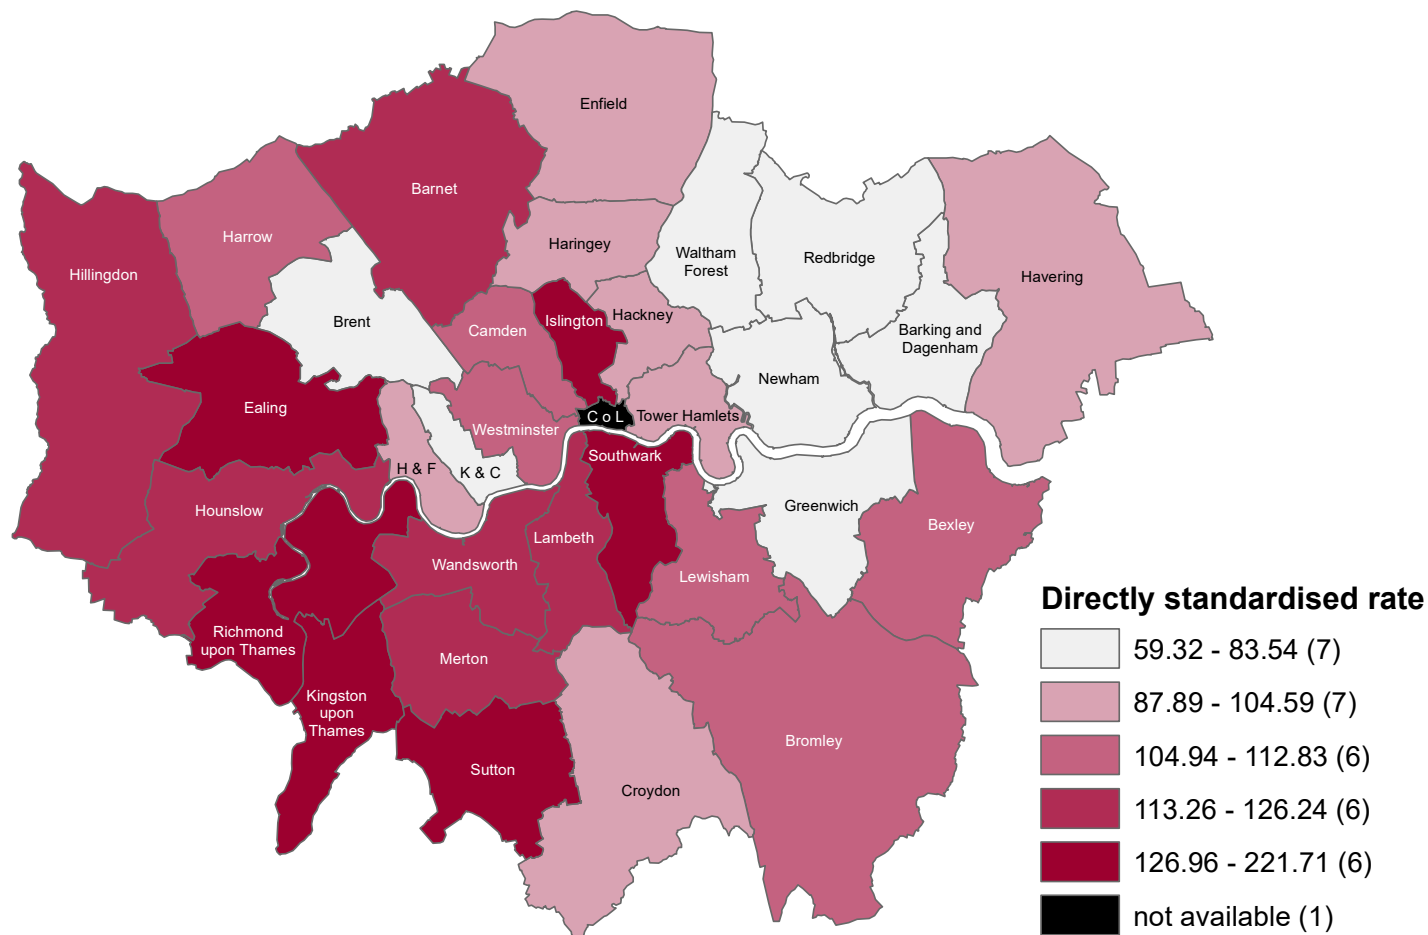 Enfield
Barnet
Harrow
Haringey
Waltham
Forest
Redbridge
Hillingdon
Havering
Brent
Camden
Islington
Hackney
Barking and
Dagenham
Newham
Ealing
Westminster
C o L
Tower Hamlets
H & F
K & C
Southwark
Hounslow
Greenwich
Bexley
Lambeth
Wandsworth
Lewisham
Richmond
upon Thames
Merton
Kingston
upon
Thames
Sutton
Croydon
Bromley
Directly standardised rate
59.32 - 83.54 (7)
87.89 - 104.59 (7)
104.94 - 112.83 (6)
113.26 - 126.24 (6)
126.96 - 221.71 (6)
not available (1)